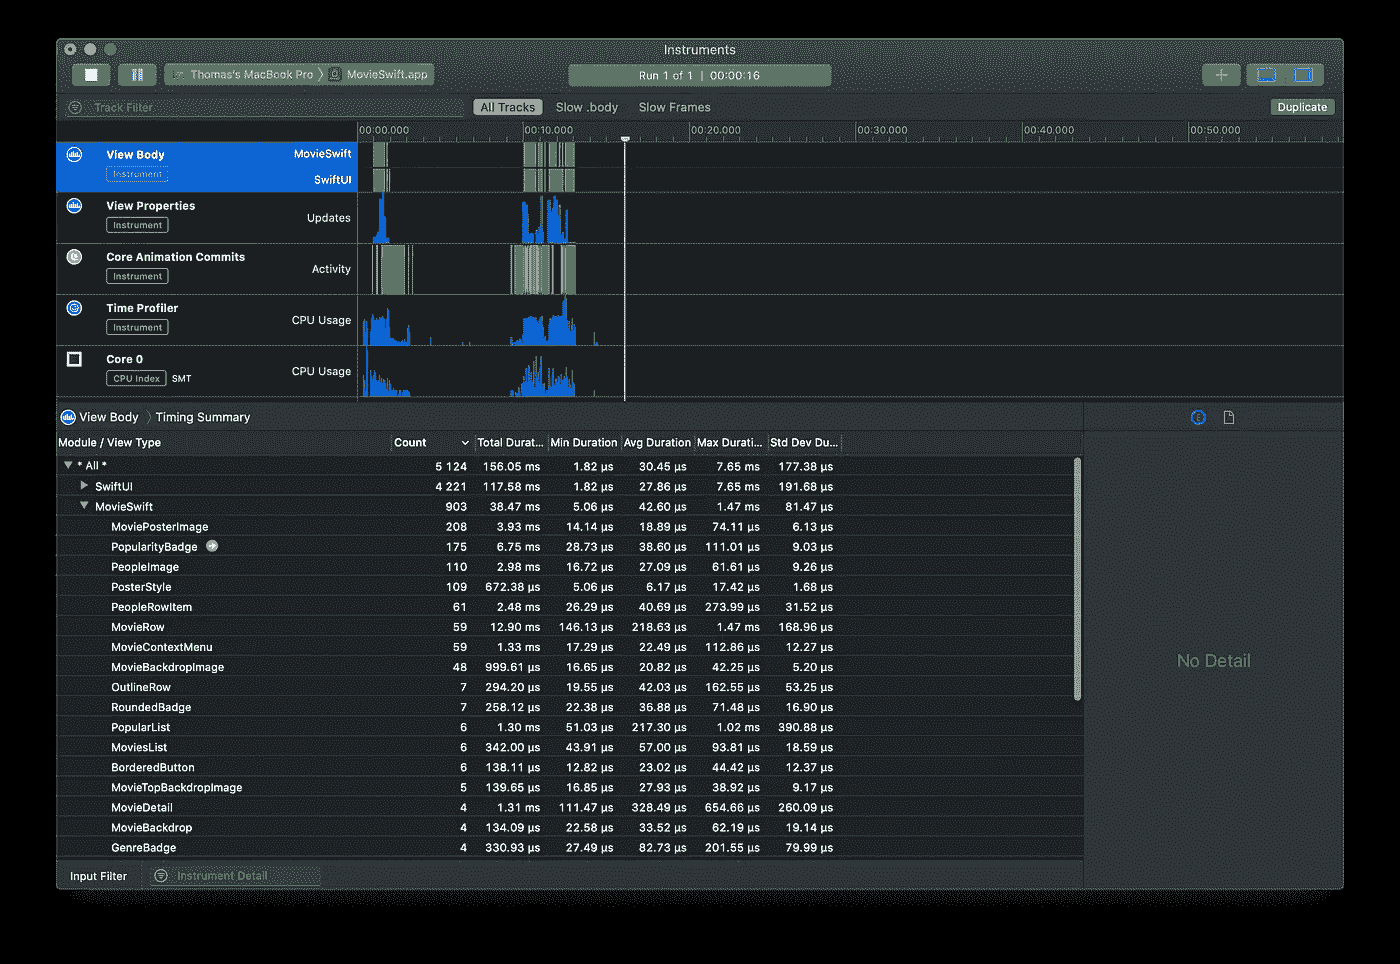 Instruments
Thomas's MacBook Pro 〉 MovieSwift.app
Run 1 of 1 | 00:00:16
Track Filter
All Tracks Slow .body Slow Frames
Duplicate
00:00.000 00:10.000 00:20.000 00:30.000 00:40.000 00:50.000
View Body MovieSwift
Instrument
SwiftUI
View Properties
Updates
Instrument
Core Animation Commits
Activity
Instrument
Time Profiler
CPU Usage
Instrument
Core 0
CPU Usage
CPU Index SMT
View Body 〉 Timing Summary
Module / View Type Count Total Durat... Min Duration Avg Duration Max Durati... Std Dev Du...
* All * 5 124 156.05 ms 1.82 µs 30.45 µs 7.65 ms 177.38 µs
SwiftUI 4 221 117.58 ms 1.82 µs 27.86 µs 7.65 ms 191.68 µs
MovieSwift 903 38.47 ms 5.06 µs 42.60 µs 1.47 ms 81.47 µs
MoviePosterImage 208 3.93 ms 14.14 µs 18.89 µs 74.11 µs 6.13 µs
PopularityBadge 175 6.75 ms 28.73 µs 38.60 µs 111.01 µs 9.03 µs
PeopleImage 110 2.98 ms 16.72 µs 27.09 µs 61.61 µs 9.26 µs
PosterStyle 109 672.38 µs 5.06 µs 6.17 µs 17.42 µs 1.68 µs
PeopleRowItem 61 2.48 ms 26.29 µs 40.69 µs 273.99 µs 31.52 µs
MovieRow 59 12.90 ms 146.13 µs 218.63 µs 1.47 ms 168.96 µs
MovieContextMenu 59 1.33 ms 17.29 µs 22.49 µs 112.86 µs 12.27 µs
MovieBackdropImage 48 999.61 µs 16.65 µs 20.82 µs 42.25 µs 5.20 µs
OutlineRow 7 294.20 µs 19.55 µs 42.03 µs 162.55 µs 53.25 µs
RoundedBadge 7 258.12 µs 22.38 µs 36.88 µs 71.48 µs 16.90 µs
PopularList 6 1.30 ms 51.03 µs 217.30 µs 1.02 ms 390.88 µs
MoviesList 6 342.00 µs 43.91 µs 57.00 µs 93.81 µs 18.59 µs
BorderedButton 6 138.11 µs 12.82 µs 23.02 µs 44.42 µs 12.37 µs
MovieTopBackdropImage 5 139.65 µs 16.85 µs 27.93 µs 38.92 µs 9.17 µs
MovieDetail 4 1.31 ms 111.47 µs 328.49 µs 654.66 µs 260.09 µs
MovieBackdrop 4 134.09 µs 22.58 µs 33.52 µs 62.19 µs 19.14 µs
GenreBadge 4 330.93 µs 27.49 µs 82.73 µs 201.55 µs 79.99 µs
No Detail
Input Filter Instrument Detail